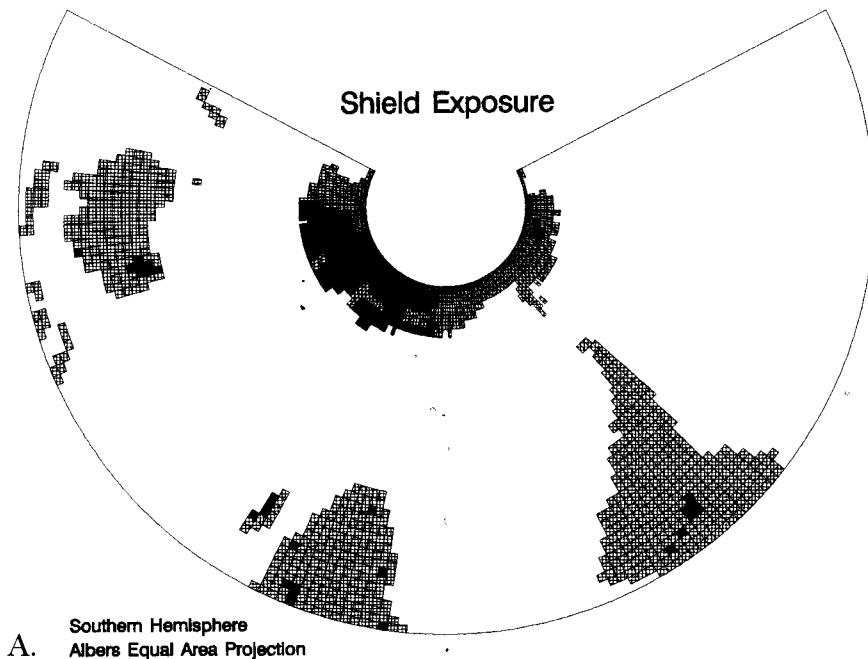 Shield Exposure
A.
Southern Hemisphere
Albers Equal Area Projection